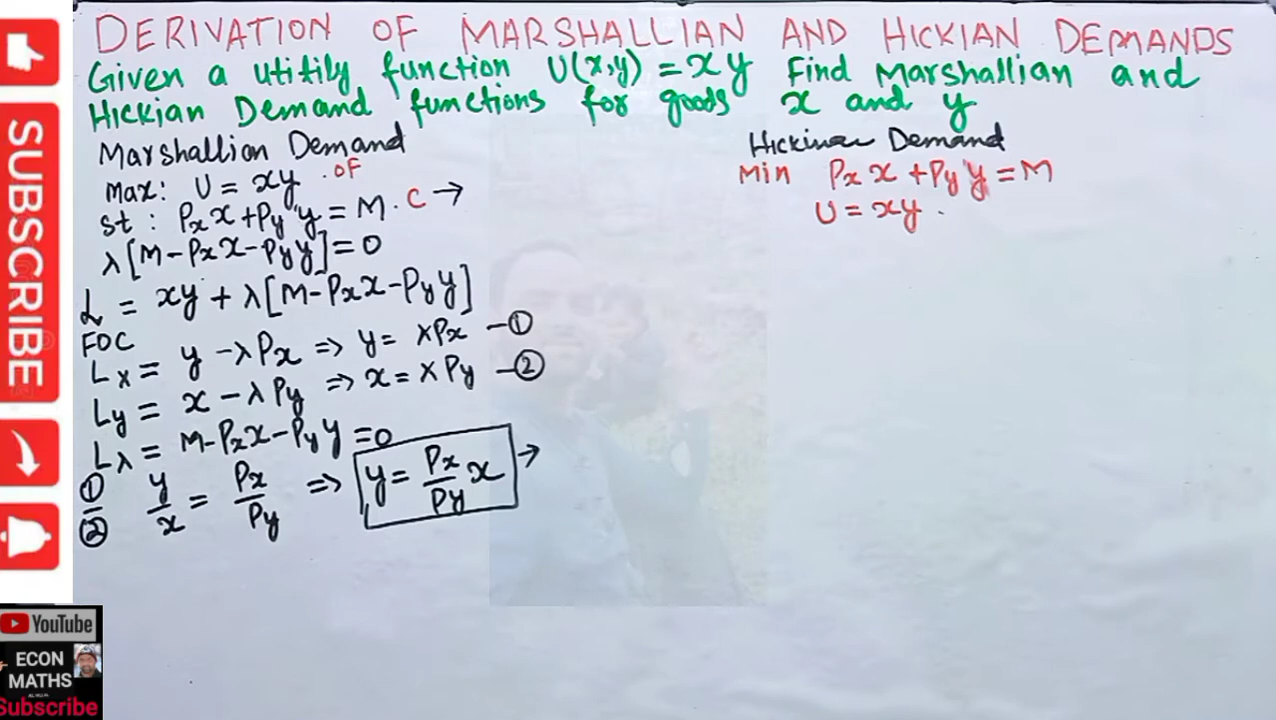 DERIVATION OF MARSHALLIAN AND HICKIAN DEMANDS
Given a utitily function U(x,y) = xy Find Marshallian and
Hickian Demand functions for goods x and y
Marshallian Demand
Max: U = xy . OF
st : Pxx + Pyy = M . C →
λ[M - Pxx - Pyy] = 0
L = xy + λ[M - Pxx - Pyy]
FOC
Lx = y - λPx ⇒ y = λPx - ①
Ly = x - λPy ⇒ x = λPy - ②
Lλ = M - Pxx - Pyy = 0
①/② y/x = Px/Py ⇒ y = Px/Py x →
Demand
Min Pxx + Pyy = M
U = xy .
SUBSCRIBE
YouTube
ECON
MATHS
Subscribe